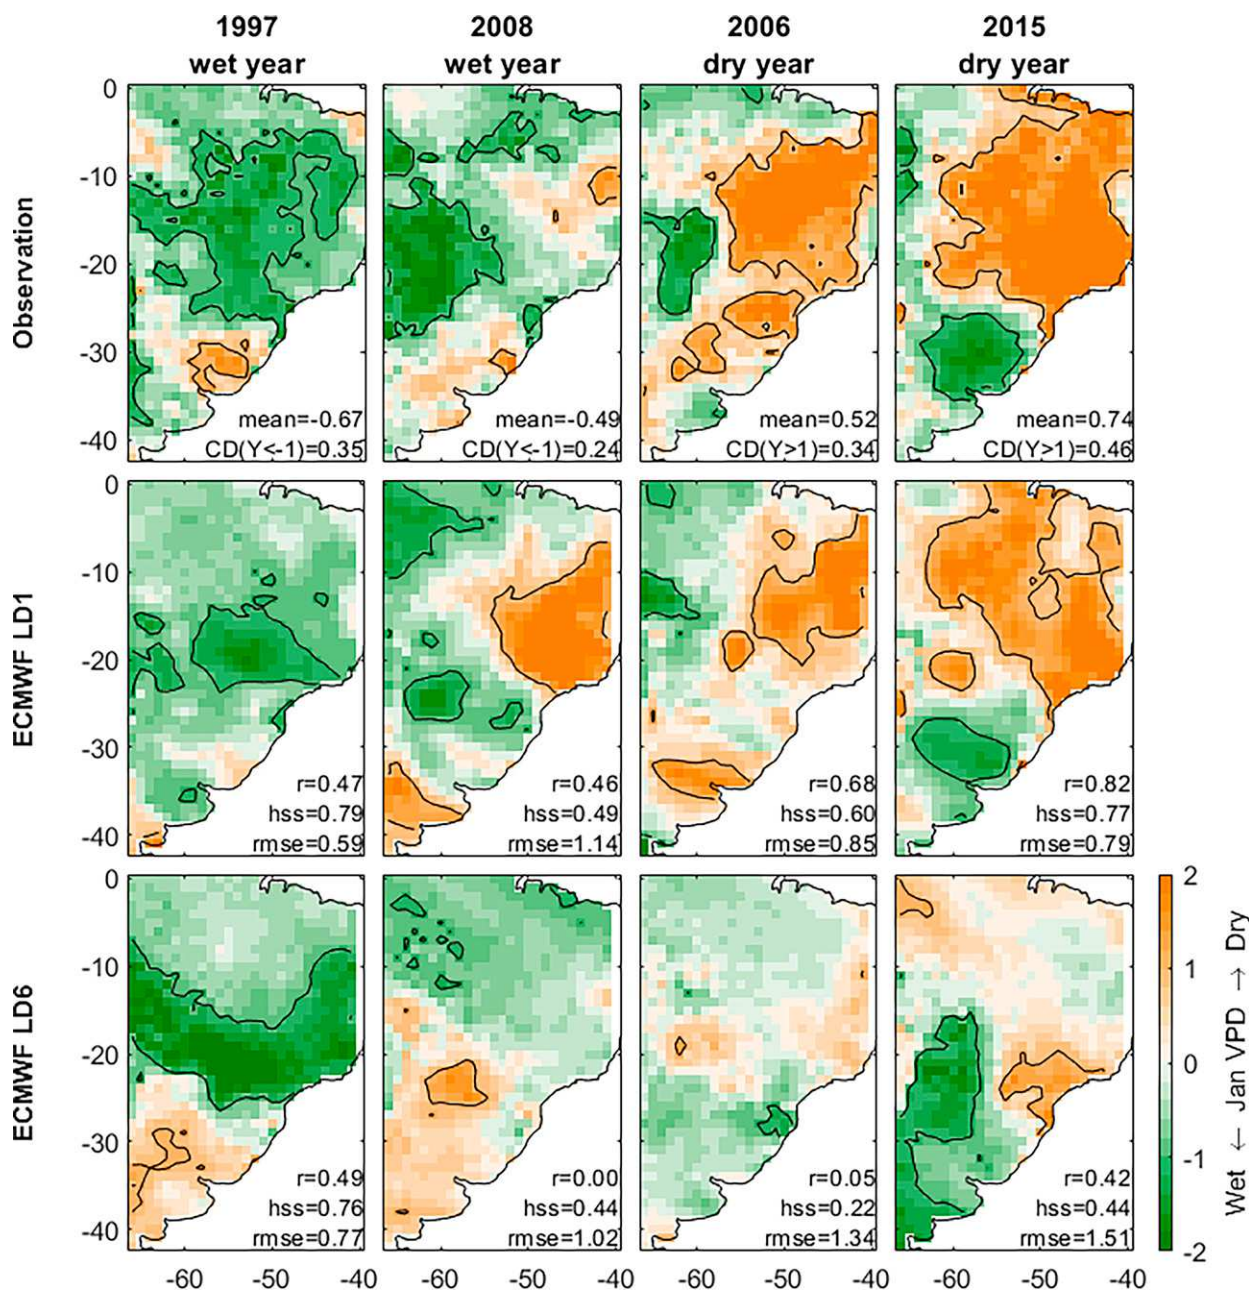 1997 2008 2006 2015
wet year wet year dry year dry year
Observation
0
-10
-20
-30
-40
mean=-0.67
CD(Y<-1)=0.35
mean=-0.49
CD(Y<-1)=0.24
mean=0.52
CD(Y>1)=0.34
mean=0.74
CD(Y>1)=0.46
ECMWF LD1
0
-10
-20
-30
-40
r=0.47
hss=0.79
rmse=0.59
r=0.46
hss=0.49
rmse=1.14
r=0.68
hss=0.60
rmse=0.85
r=0.82
hss=0.77
rmse=0.79
ECMWF LD6
0
-10
-20
-30
-40
r=0.49
hss=0.76
rmse=0.77
r=0.00
hss=0.44
rmse=1.02
r=0.05
hss=0.22
rmse=1.34
r=0.42
hss=0.44
rmse=1.51
-60 -50 -40 -60 -50 -40 -60 -50 -40 -60 -50 -40
2
1
0
-1
-2
Wet ← Jan VPD → Dry